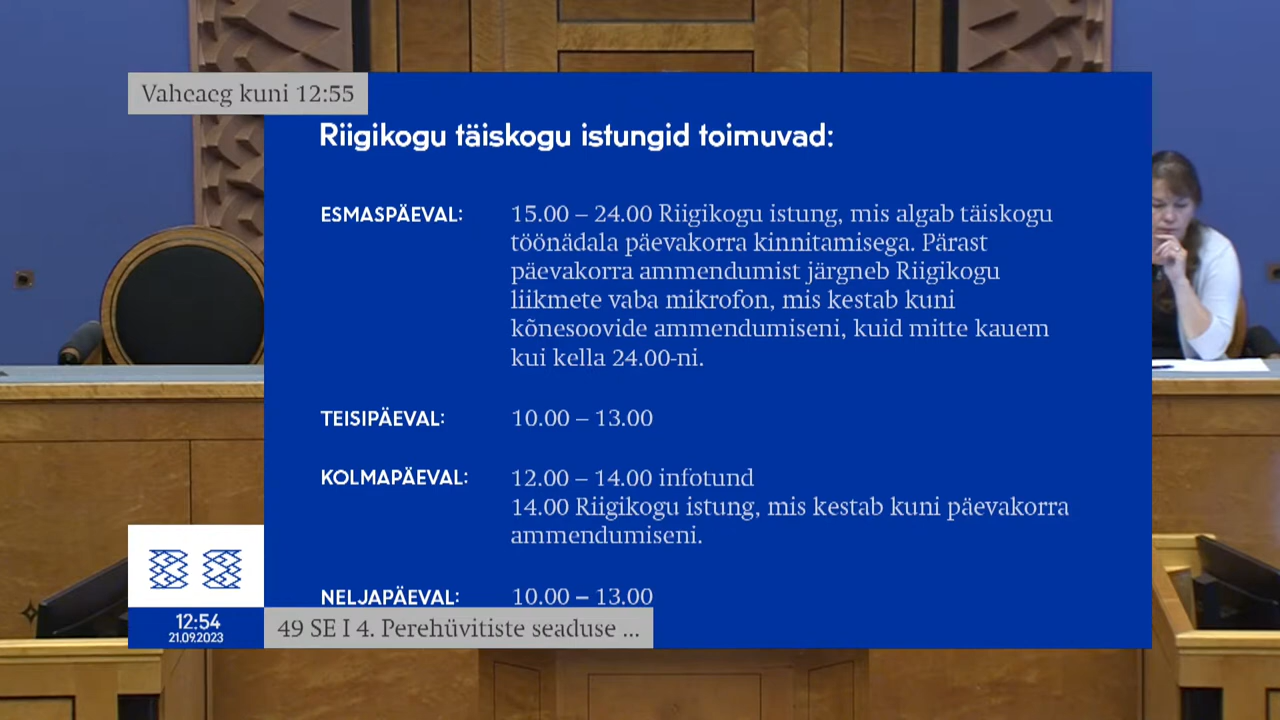 Vaheaeg kuni 12:55
Riigikogu täiskogu istungid toimuvad:
ESMASPÄEVAL:
15.00 – 24.00 Riigikogu istung, mis algab täiskogu
töönädala päevakorra kinnitamisega. Pärast
päevakorra ammendumist järgneb Riigikogu
liikmete vaba mikrofon, mis kestab kuni
kõnesoovide ammendumiseni, kuid mitte kauem
kui kella 24.00-ni.
TEISIPÄEVAL:
10.00 – 13.00
KOLMAPÄEVAL:
12.00 – 14.00 infotund
14.00 Riigikogu istung, mis kestab kuni päevakorra
ammendumiseni.
NELJAPÄEVAL:
10.00 – 13.00
12:54
21.09.2023
49 SE I 4. Perehüvitiste seaduse ...